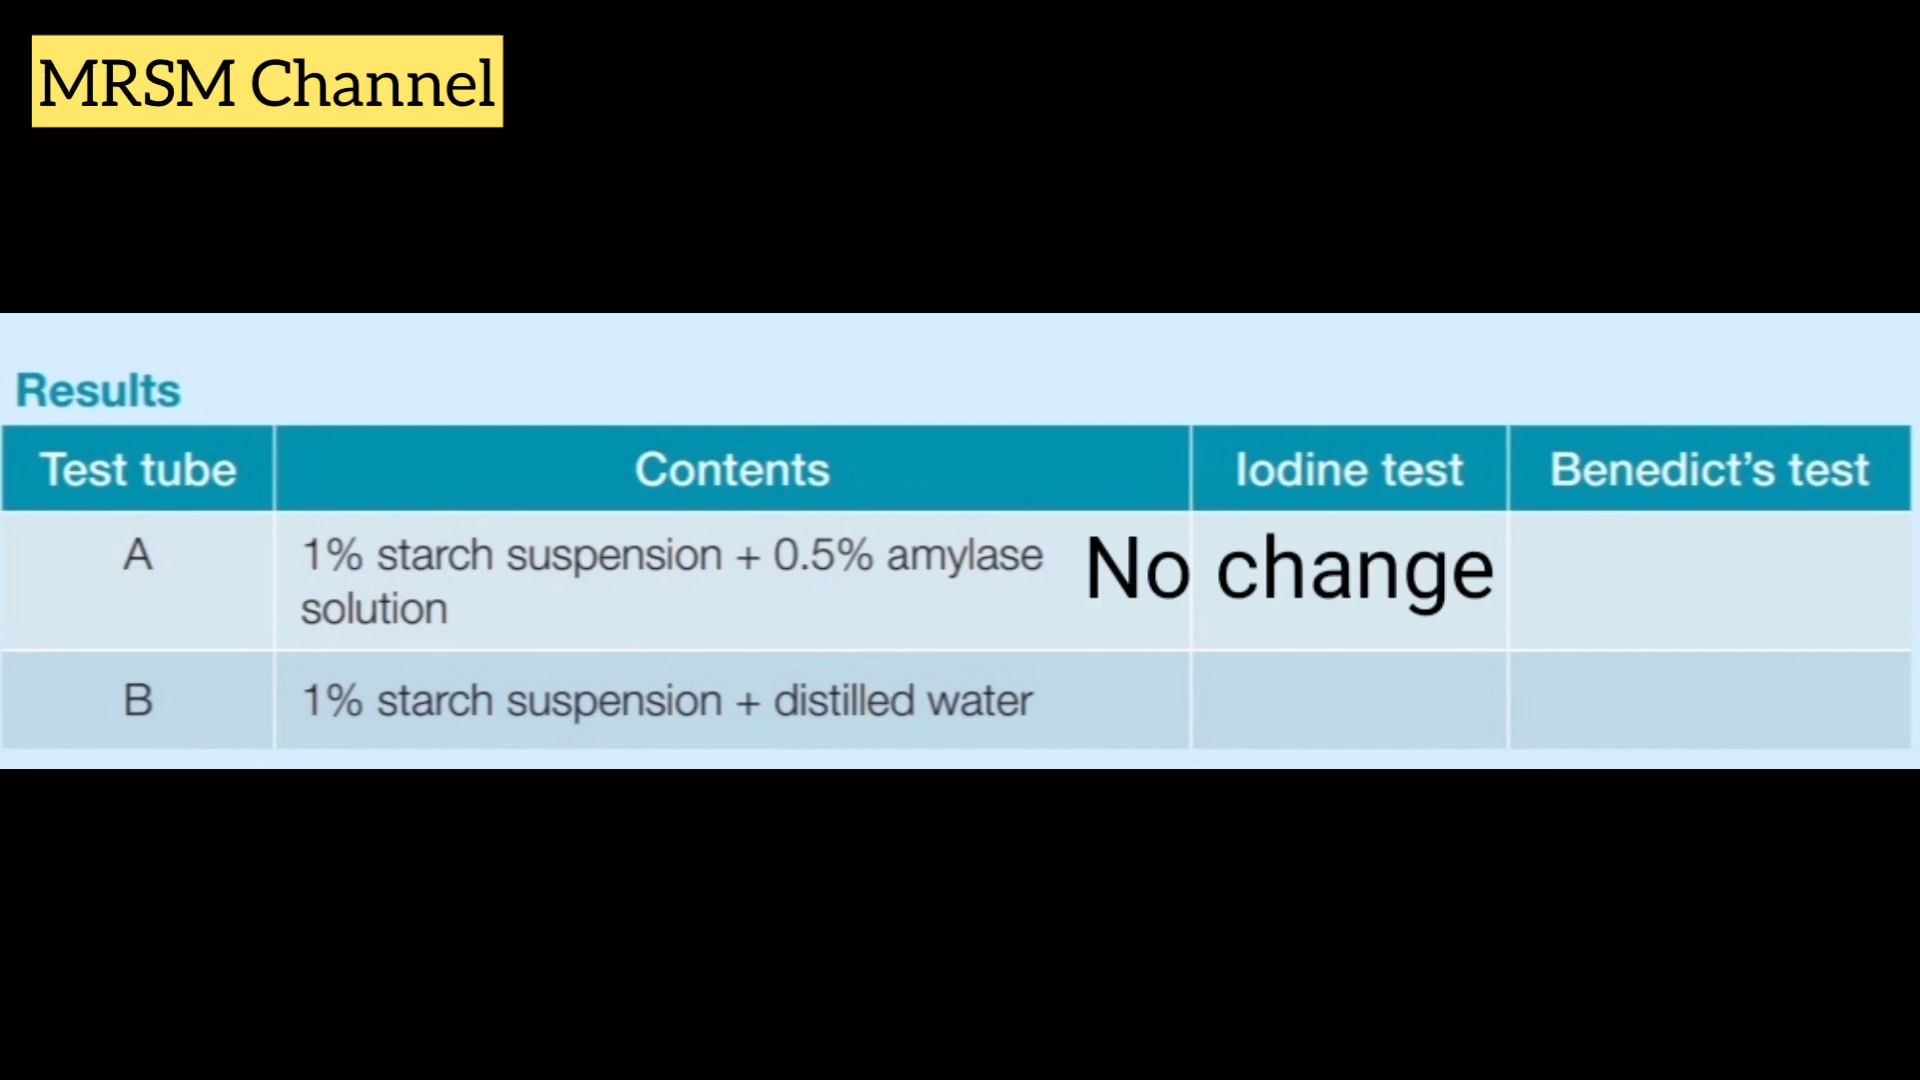 MRSM Channel
Results
Test tube Contents Iodine test Benedict's test
A 1% starch suspension + 0.5% amylase No change
solution
B 1% starch suspension + distilled water